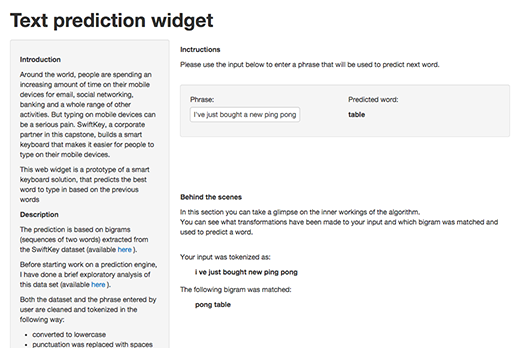 Text prediction widget
Introduction
Around the world, people are spending an
increasing amount of time on their mobile
devices for email, social networking,
banking and a whole range of other
activities. But typing on mobile devices can
be a serious pain. SwiftKey, a corporate
partner in this capstone, builds a smart
keyboard that makes it easier for people to
type on their mobile devices.
This web widget is a prototype of a smart
keyboard solution, that predicts the best
word to type in based on the previous
words
Description
The prediction is based on bigrams
(sequences of two words) extracted from
the SwiftKey dataset (available here ).
Before starting work on a prediction engine,
I have done a brief exploratory analysis of
this data set (available here ).
Both the dataset and the phrase entered by
user are cleaned and tokenized in the
following way:
• converted to lowercase
• punctuation was replaced with spaces
Inctructions
Please use the input below to enter a phrase that will be used to predict next word.
Phrase:
I've just bought a new ping pong
Predicted word:
table
Behind the scenes
In this section you can take a glimpse on the inner workings of the algorithm.
You can see what transformations have been made to your input and which bigram was matched and
used to predict a word.
Your input was tokenized as:
i ve just bought new ping pong
The following bigram was matched:
pong table